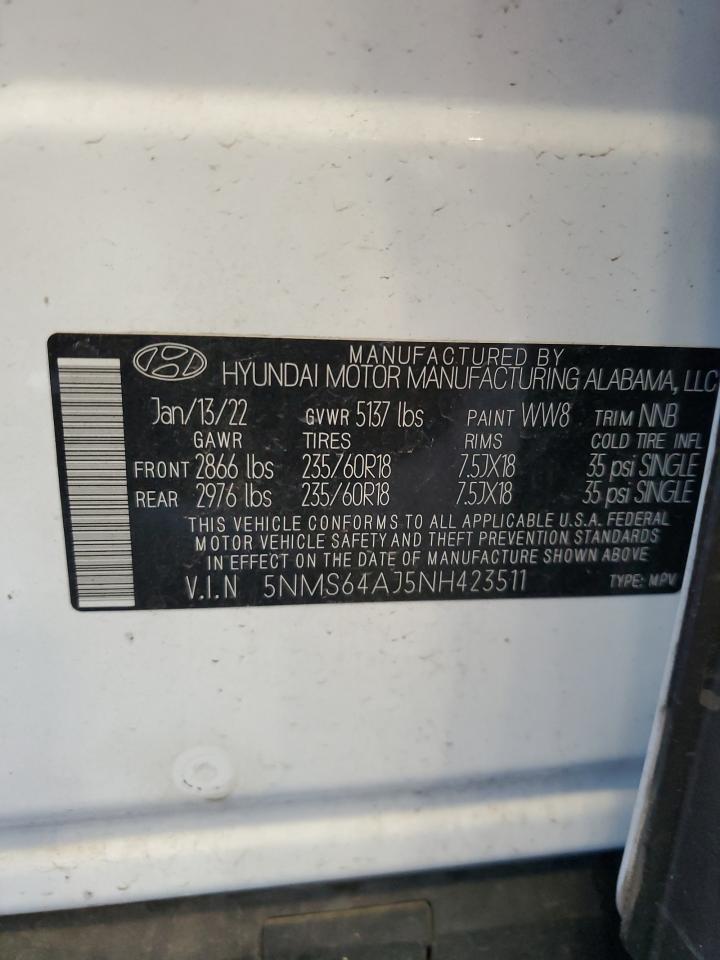 MANUFACTURED BY
HYUNDAI MOTOR MANUFACTURING ALABAMA, LLC
Jan/13/22 GVWR 5137 lbs PAINT WW8 TRIM NNB
GAWR TIRES RIMS COLD TIRE INFL
FRONT 2866 lbs 235/60R18 7.5JX18 35 psi SINGLE
REAR 2976 lbs 235/60R18 7.5JX18 35 psi SINGLE
THIS VEHICLE CONFORMS TO ALL APPLICABLE U.S.A. FEDERAL
MOTOR VEHICLE SAFETY AND THEFT PREVENTION STANDARDS
IN EFFECT ON THE DATE OF MANUFACTURE SHOWN ABOVE
V.I.N 5NMS64AJ5NH423511 TYPE: MPV